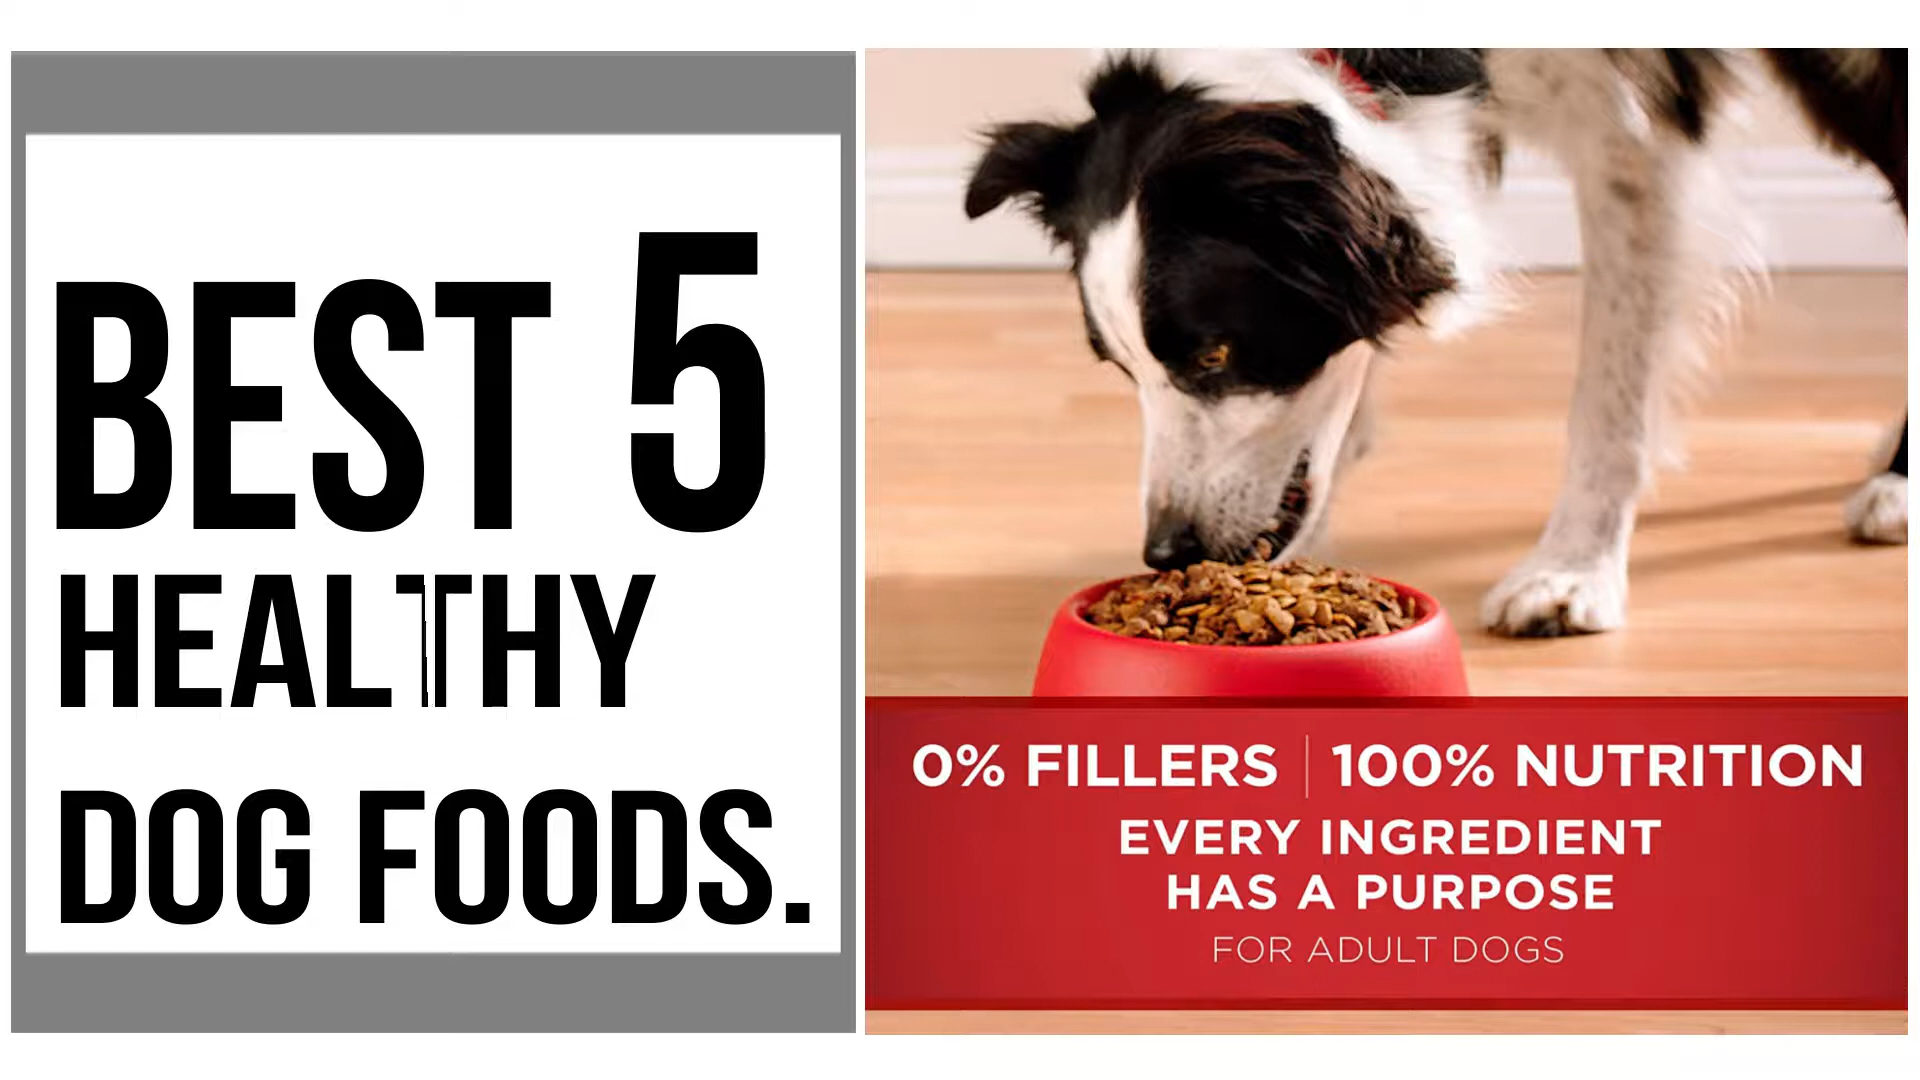 BEST 5
HEALTHY
DOG FOODS.
0% FILLERS | 100% NUTRITION
EVERY INGREDIENT
HAS A PURPOSE
FOR ADULT DOGS